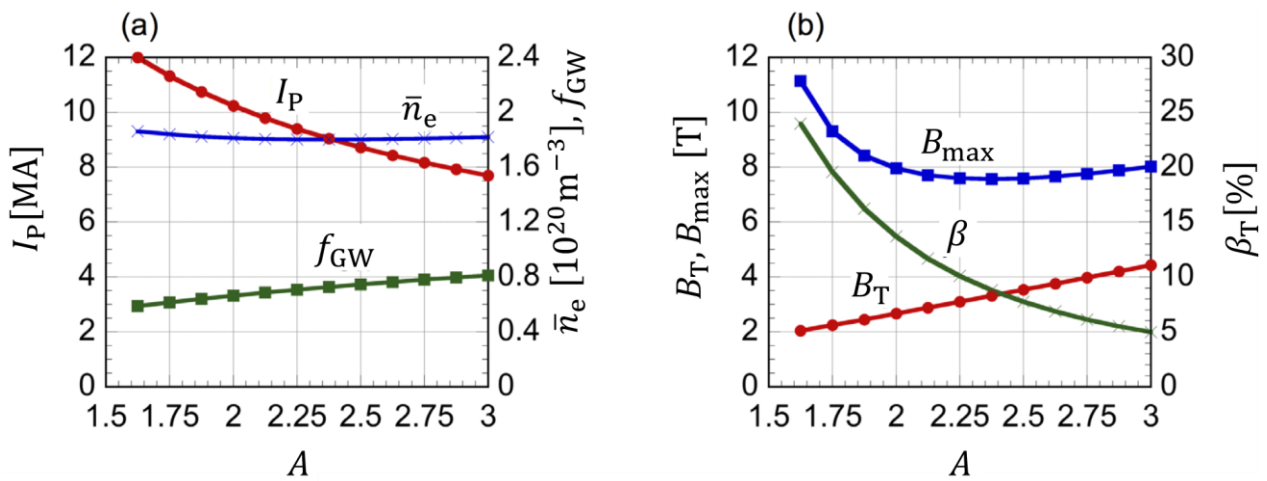 (a)
12
10
8
6
4
2
0
I_P [MA]
2.4
2
1.6
1.2
0.8
0.4
0
n̄_e [10^20 m^−3], f_GW
I_P
n̄_e
f_GW
1.5 1.75 2 2.25 2.5 2.75 3
A
(b)
12
10
8
6
4
2
0
B_T, B_max [T]
30
25
20
15
10
5
0
β_T [%]
B_max
β
B_T
1.5 1.75 2 2.25 2.5 2.75 3
A